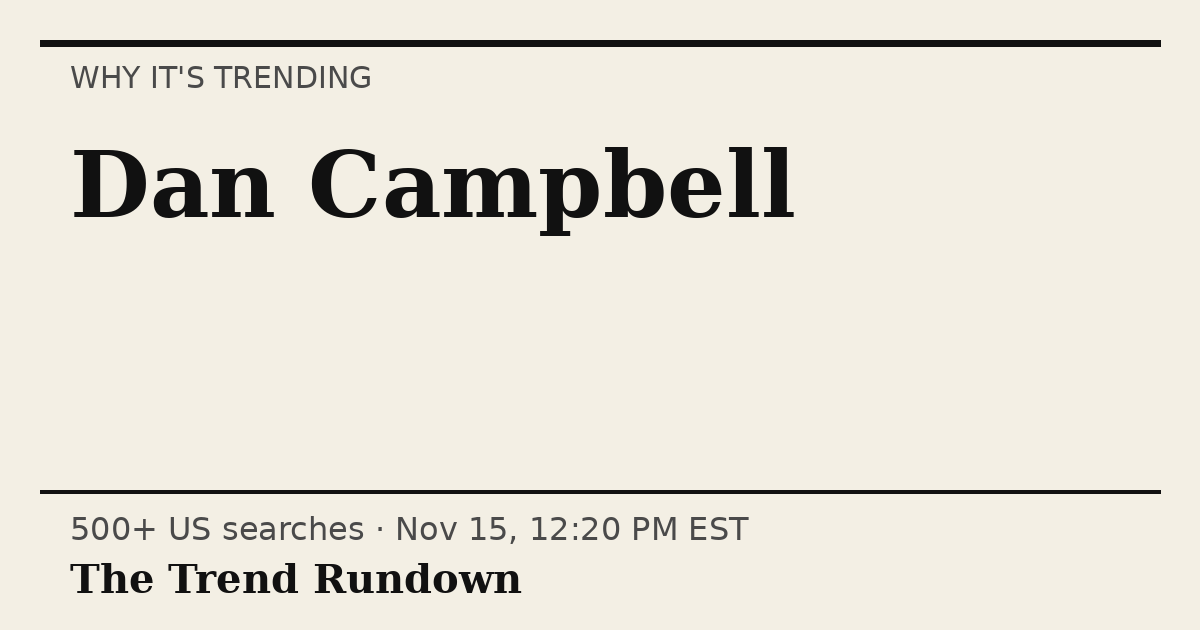 WHY IT'S TRENDING
Dan Campbell
500+ US searches · Nov 15, 12:20 PM EST
The Trend Rundown